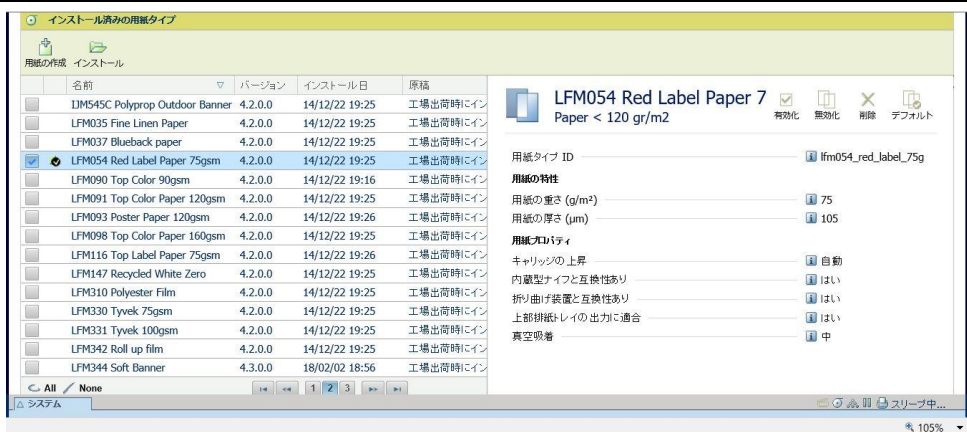 インストール済みの用紙タイプ
用紙の作成 インストール
名前 バージョン インストール日 原稿
IJM545C Polyprop Outdoor Banner 4.2.0.0 14/12/22 19:25 工場出荷時にイン
LFM035 Fine Linen Paper 4.2.0.0 14/12/22 19:25 工場出荷時にイン
LFM037 Blueback paper 4.2.0.0 14/12/22 19:25 工場出荷時にイン
LFM054 Red Label Paper 75gsm 4.2.0.0 14/12/22 19:25 工場出荷時にイン
LFM090 Top Color 90gsm 4.2.0.0 14/12/22 19:16 工場出荷時にイン
LFM091 Top Color Paper 120gsm 4.2.0.0 14/12/22 19:25 工場出荷時にイン
LFM093 Poster Paper 120gsm 4.2.0.0 14/12/22 19:26 工場出荷時にイン
LFM098 Top Color Paper 160gsm 4.2.0.0 14/12/22 19:25 工場出荷時にイン
LFM116 Top Label Paper 75gsm 4.2.0.0 14/12/22 19:26 工場出荷時にイン
LFM147 Recycled White Zero 4.2.0.0 14/12/22 19:25 工場出荷時にイン
LFM310 Polyester Film 4.2.0.0 14/12/22 19:25 工場出荷時にイン
LFM330 Tyvek 75gsm 4.2.0.0 14/12/22 19:25 工場出荷時にイン
LFM331 Tyvek 100gsm 4.2.0.0 14/12/22 19:25 工場出荷時にイン
LFM342 Roll up film 4.2.0.0 14/12/22 19:25 工場出荷時にイン
LFM344 Soft Banner 4.3.0.0 18/02/02 18:56 工場出荷時にイン
All None 1 2 3
LFM054 Red Label Paper 7
Paper < 120 gr/m2
有効化 無効化 削除 デフォルト
用紙タイプ ID lfm054_red_label_75g
用紙の特性
用紙の重さ (g/m²) 75
用紙の厚さ (μm) 105
用紙プロパティ
キャリッジの上昇 自動
内蔵型ナイフと互換性あり はい
折り曲げ装置と互換性あり はい
上部排紙トレイの出力に適合 はい
真空吸着 中
システム スリープ中...
105%